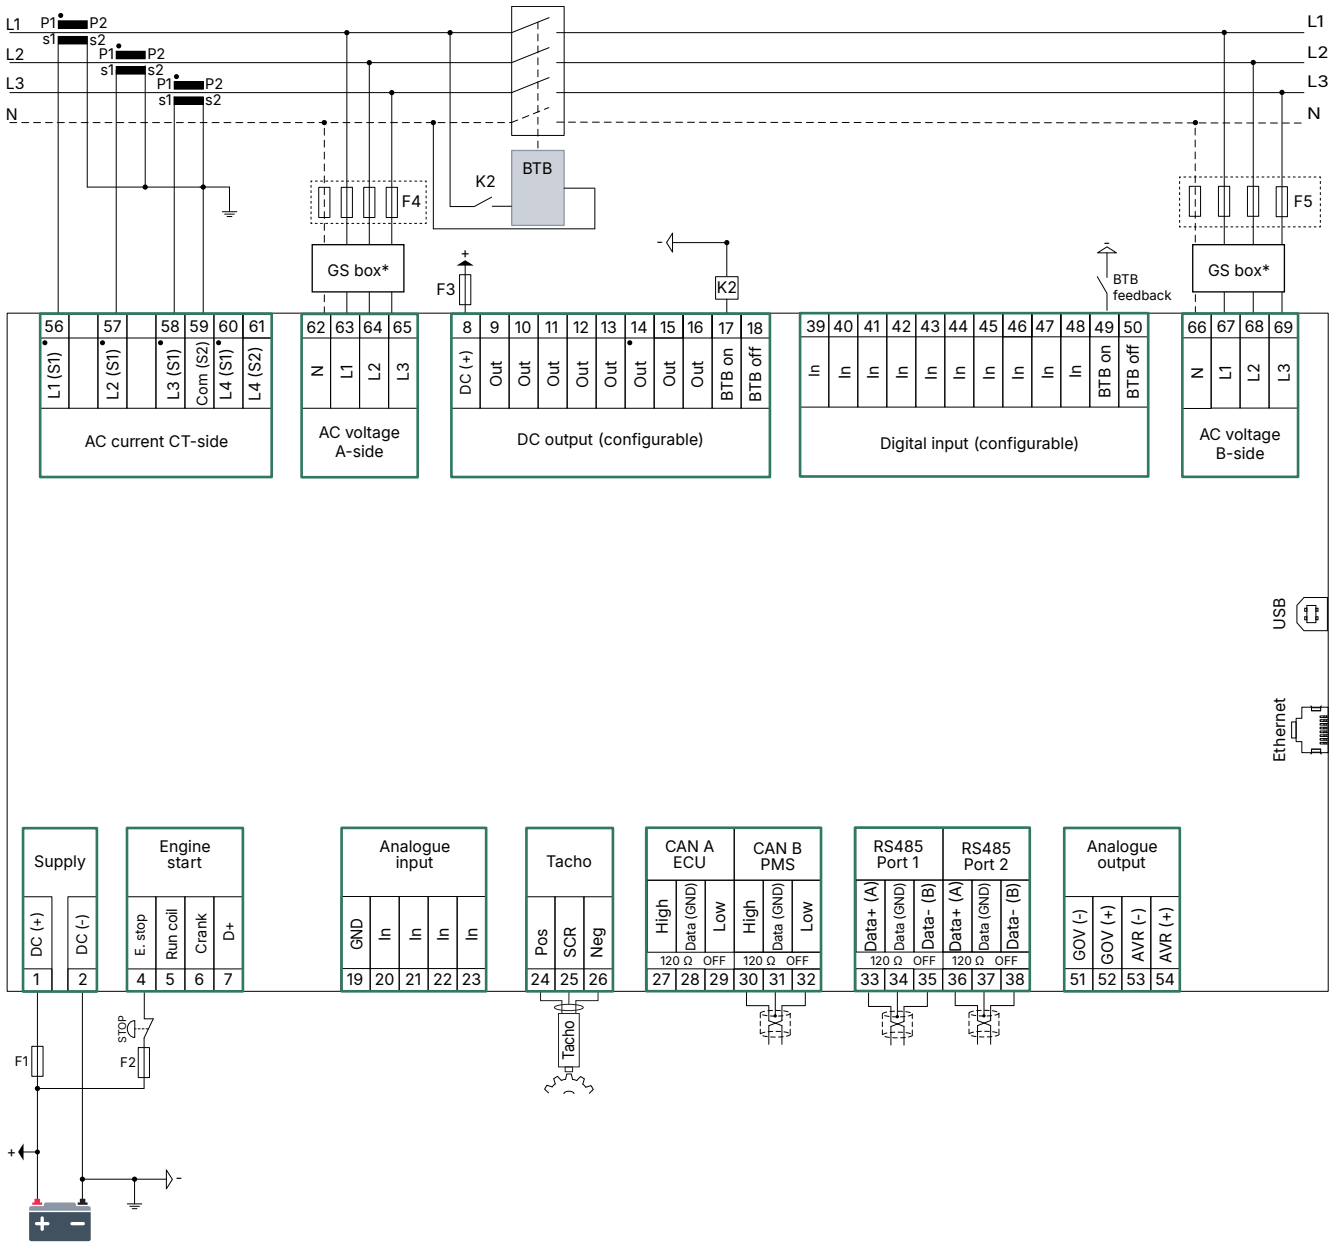 L1 P1 P2 L1
s1 s2
L2 P1 P2 L2
s1 s2
L3 P1 P2 L3
s1 s2
N N
BTB
K2
F4
F5
GS box*
GS box*
-
+
F3
K2
-
BTB
feedback
56 57 58 59 60 61
L1 (S1) L2 (S1) L3 (S1) Com (S2) L4 (S1) L4 (S2)
AC current CT-side
62 63 64 65
N L1 L2 L3
AC voltage
A-side
8 9 10 11 12 13 14 15 16 17 18
DC (+) Out Out Out Out Out Out Out Out BTB on BTB off
DC output (configurable)
39 40 41 42 43 44 45 46 47 48 49 50
In In In In In In In In In In BTB on BTB off
Digital input (configurable)
66 67 68 69
N L1 L2 L3
AC voltage
B-side
USB
Ethernet
Supply
DC (+) DC (-)
1 2
Engine
start
E. stop Run coil Crank D+
4 5 6 7
Analogue
input
GND In In In In
19 20 21 22 23
Tacho
Pos SCR Neg
24 25 26
CAN A
ECU
High Data (GND) Low
120 Ω OFF
27 28 29
CAN B
PMS
High Data (GND) Low
120 Ω OFF
30 31 32
RS485
Port 1
Data+ (A) Data (GND) Data- (B)
120 Ω OFF
33 34 35
RS485
Port 2
Data+ (A) Data (GND) Data- (B)
120 Ω OFF
36 37 38
Analogue
output
GOV (-) GOV (+) AVR (-) AVR (+)
51 52 53 54
STOP
F1
F2
Tacho
+
-
+ -